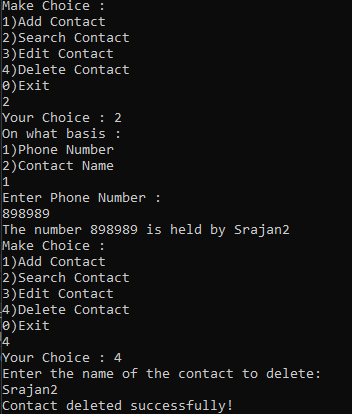 Make Choice :
1)Add Contact
2)Search Contact
3)Edit Contact
4)Delete Contact
0)Exit
2
Your Choice : 2
On what basis :
1)Phone Number
2)Contact Name
1
Enter Phone Number :
898989
The number 898989 is held by Srajan2
Make Choice :
1)Add Contact
2)Search Contact
3)Edit Contact
4)Delete Contact
0)Exit
4
Your Choice : 4
Enter the name of the contact to delete:
Srajan2
Contact deleted successfully!